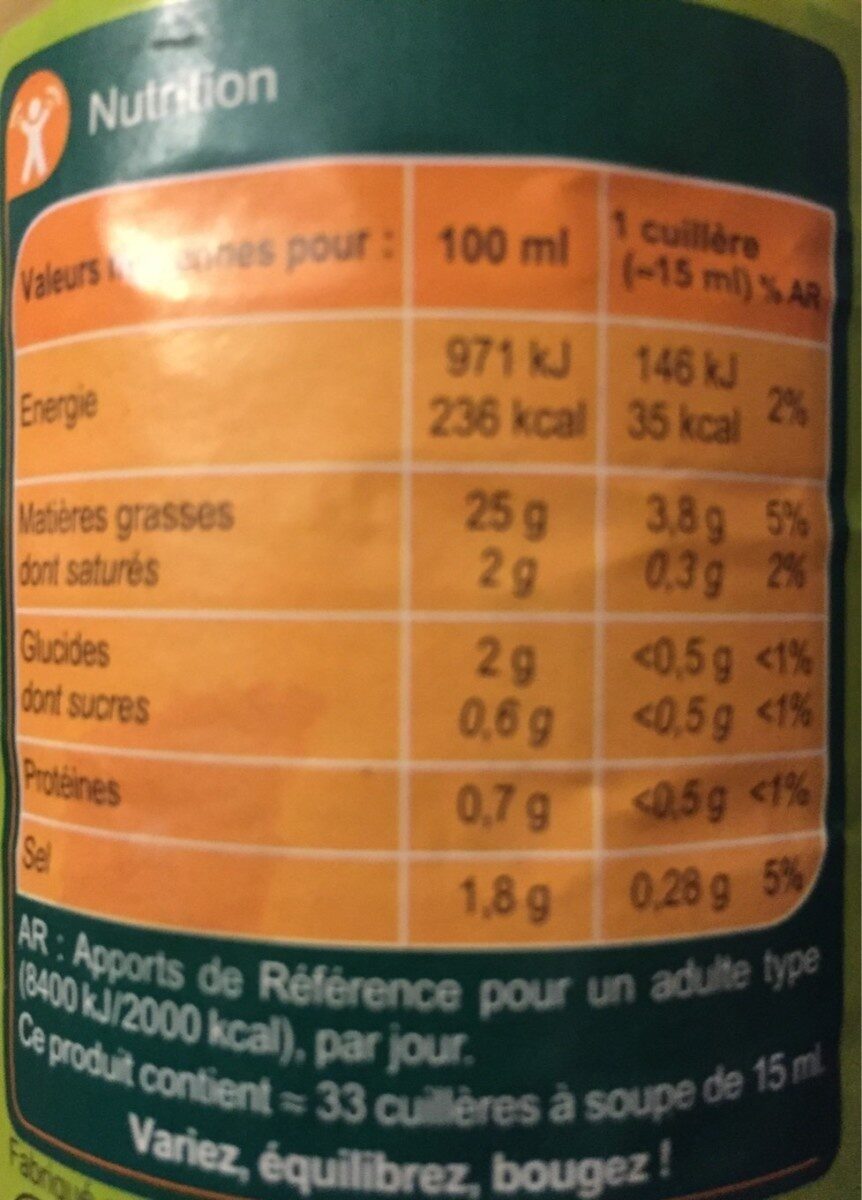 Nutrition
Valeurs pour : 100 ml 1 cuillère
(~15 ml) % AR
971 kJ 146 kJ
Energie 2%
236 kcal 35 kcal
Matières grasses 25 g 3,8 g 5%
dont saturés 2 g 0,3 g 2%
Glucides 2 g <0,5 g <1%
dont sucres 0,6 g <0,5 g <1%
Protéines 0,7 g <0,5 g <1%
Sel 1,8 g 0,28 g 5%
AR : Apports de Référence pour un adulte type
(8400 kJ/2000 kcal), par jour.
Ce produit contient ≈ 33 cuillères à soupe de 15 ml.
Variez, équilibrez, bougez !
Fabriqué